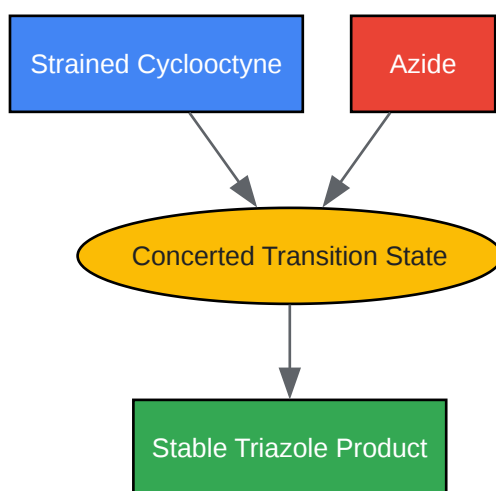 Strained Cyclooctyne
Azide
Concerted Transition State
Stable Triazole Product